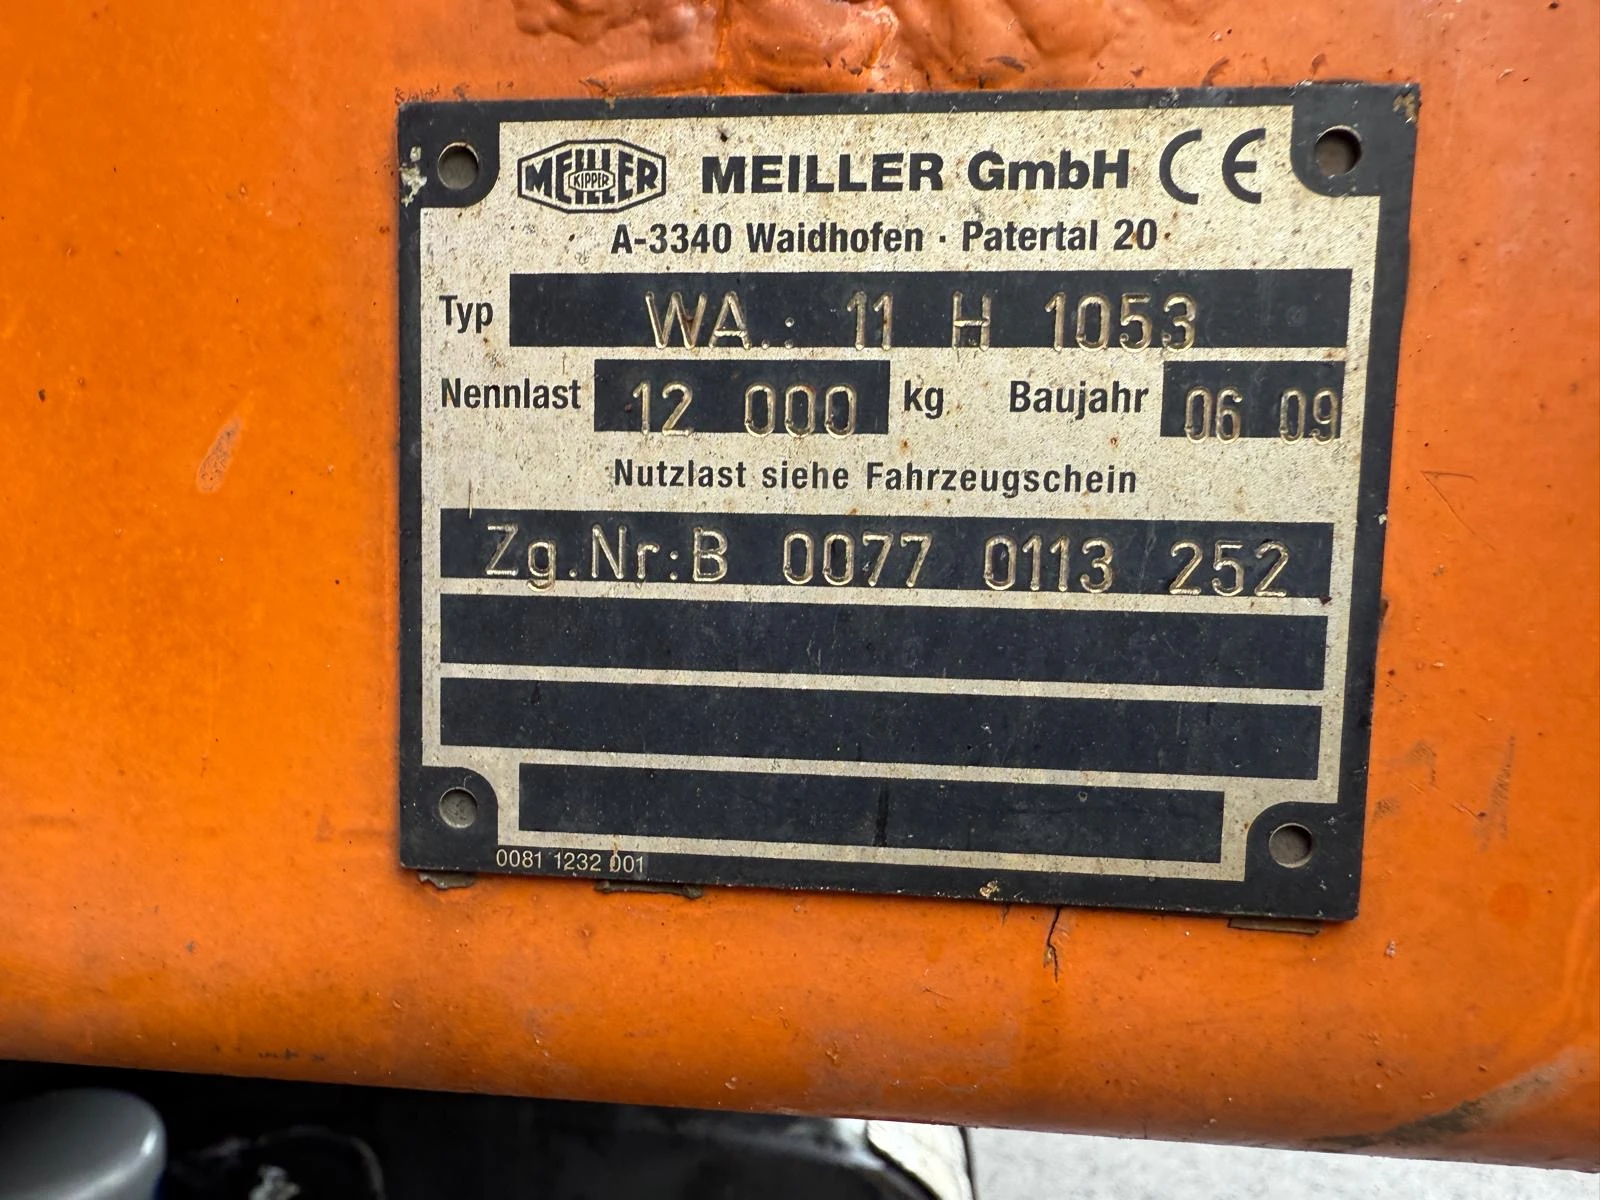 MEILLER KIPPER MEILLER GmbH CE
A-3340 Waidhofen · Patertal 20
Typ WA.: 11 H 1053
Nennlast 12 000 kg Baujahr 06 09
Nutzlast siehe Fahrzeugschein
Zg.Nr:B 0077 0113 252
0081 1232 001